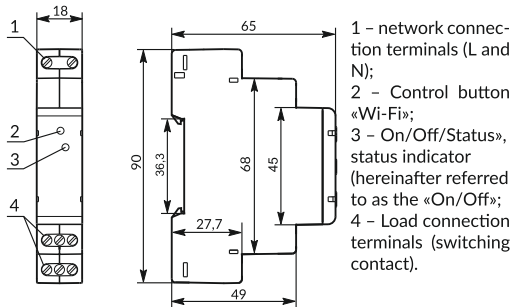 18
65
1
2
3
4
90
36,3
68
45
27,7
49
1 – network connec-
tion terminals (L and
N);
2 – Control button
«Wi-Fi»;
3 – On/Off/Status»,
status indicator
(hereinafter referred
to as the «On/Off»;
4 – Load connection
terminals (switching
contact).